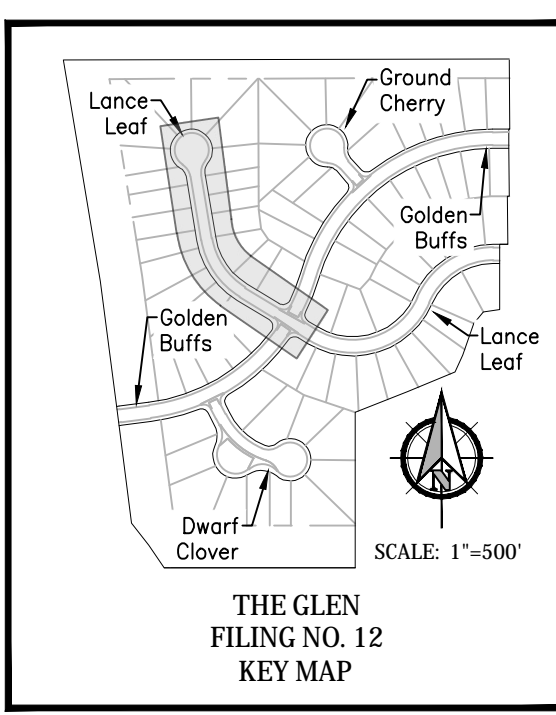 Lance
Leaf
Ground
Cherry
Golden
Buffs
Golden
Buffs
Lance
Leaf
Dwarf
Clover
N
SCALE: 1"=500'
THE GLEN
FILING NO. 12
KEY MAP